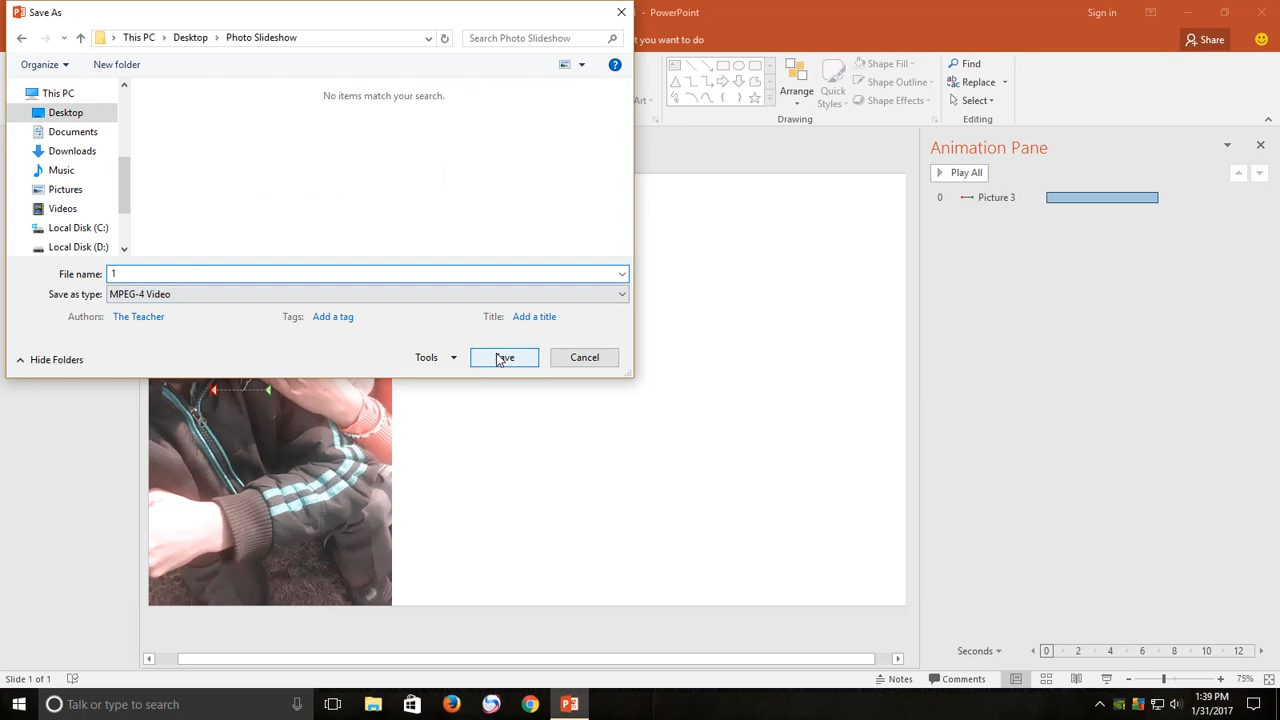 Save As
- PowerPoint
Sign in
This PC
Desktop
Photo Slideshow
Search Photo Slideshow
t you want to do
Share
Organize
New folder
This PC
Desktop
Documents
Downloads
Music
Pictures
Videos
Local Disk (C:)
Local Disk (D:)
No items match your search.
File name:
1
Save as type:
MPEG-4 Video
Authors:
The Teacher
Tags:
Add a tag
Title:
Add a title
Hide Folders
Tools
Save
Cancel
Art
Arrange
Quick
Styles
Shape Fill
Shape Outline
Shape Effects
Drawing
Find
Replace
Select
Editing
Animation Pane
Play All
0
Picture 3
Seconds
0
2
4
6
8
10
12
Slide 1 of 1
Notes
Comments
75%
Talk or type to search
1:39 PM
1/31/2017